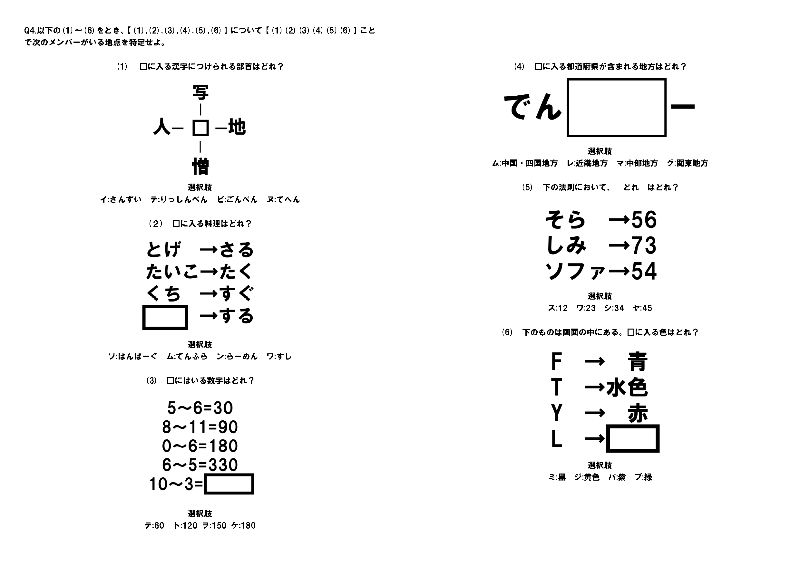 Q4.以下の(1)～(6)をとき、【(1),(2),(3),(4),(5),(6)】について【(1)(2)(3)(4)(5)(6)】こと
で次のメンバーがいる地点を特定せよ。
(1) 口に入る漢字につけられる部首はどれ？
写
人―□―地
憎
選択肢
イ:さんずい テ:りっしんべん ビ:ごんべん ヌ:てへん
(2) 口に入る料理はどれ？
とげ →さる
たいこ→たく
くち →すぐ
→する
選択肢
ソ:はんばーぐ ム:てんぷら ン:らーめん ワ:すし
(3) 口にはいる数字はどれ？
5～6=30
8～11=90
0～6=180
6～5=330
10～3=
選択肢
テ:60 ト:120 ヲ:150 ケ:180
(4) 口に入る都道府県が含まれる地方はどれ？
でん ー
選択肢
ム:中国・四国地方 レ:近畿地方 マ:中部地方 グ:関東地方
(5) 下の法則において、 どれ はどれ？
そら →56
しみ →73
ソファ→54
選択肢
ス:12 ワ:23 シ:34 ヤ:45
(6) 下のものは周囲の中にある。口に入る色はどれ？
F → 青
T →水色
Y → 赤
L →
選択肢
ミ:黒 ジ:黄色 バ:紫 ブ:緑